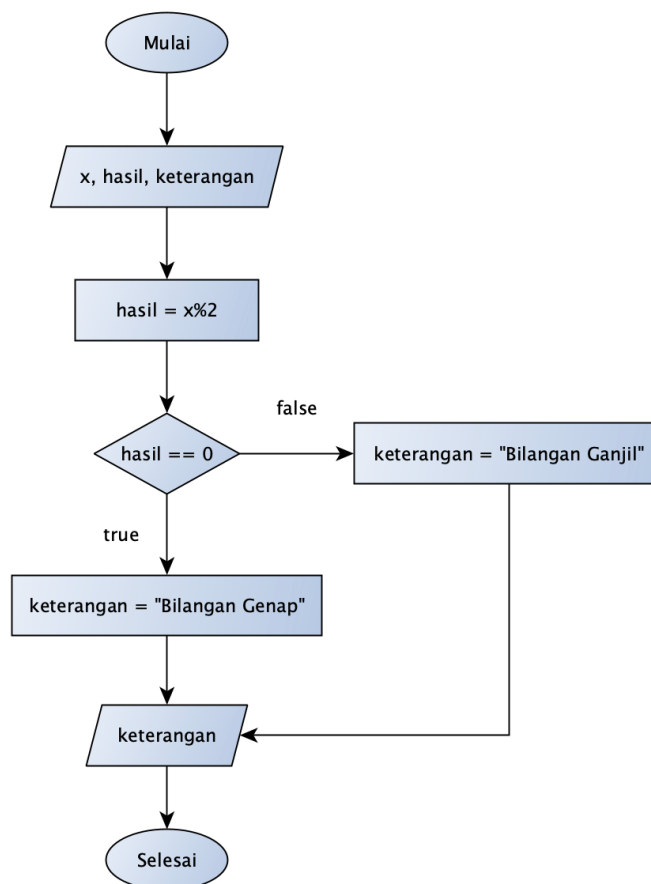 Mulai
x, hasil, keterangan
hasil = x%2
false
hasil == 0
keterangan = "Bilangan Ganjil"
true
keterangan = "Bilangan Genap"
keterangan
Selesai